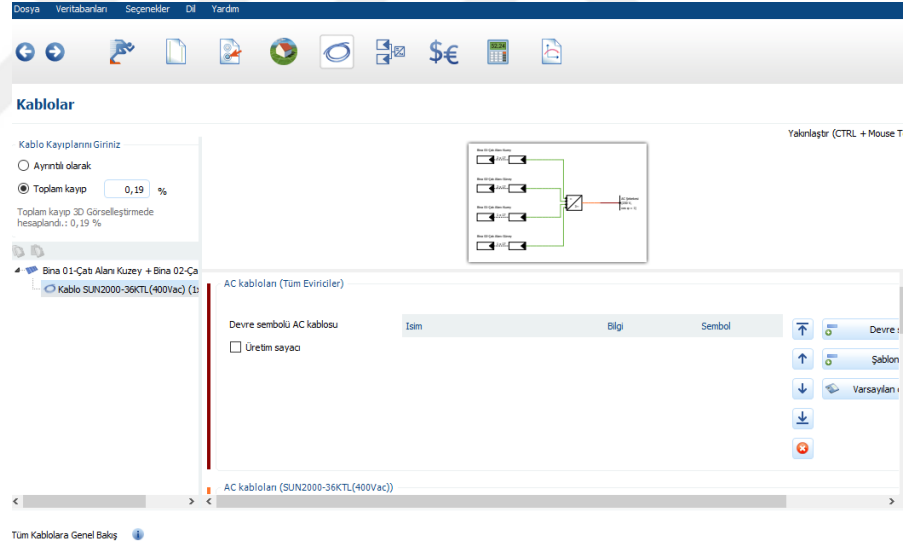 Dosya Veritabanları Seçenekler Dil Yardım
$€
32.24
Kablolar
Yakınlaştır (CTRL + Mouse T
Kablo Kayıplarını Giriniz
Ayrıntılı olarak
Toplam kayıp 0,19 %
Toplam kayıp 3D Görselleştirmede
hesaplandı.: 0,19 %
Bina 01-Çatı Alanı Kuzey + Bina 02-Ça
Kablo SUN2000-36KTL(400Vac) (1x
AC kabloları (Tüm Eviriciler)
Devre sembolü AC kablosu
Isim Bilgi Sembol
Üretim sayacı
Devre s
Şablon
Varsayılan
AC kabloları (SUN2000-36KTL(400Vac))
Tüm Kablolara Genel Bakış